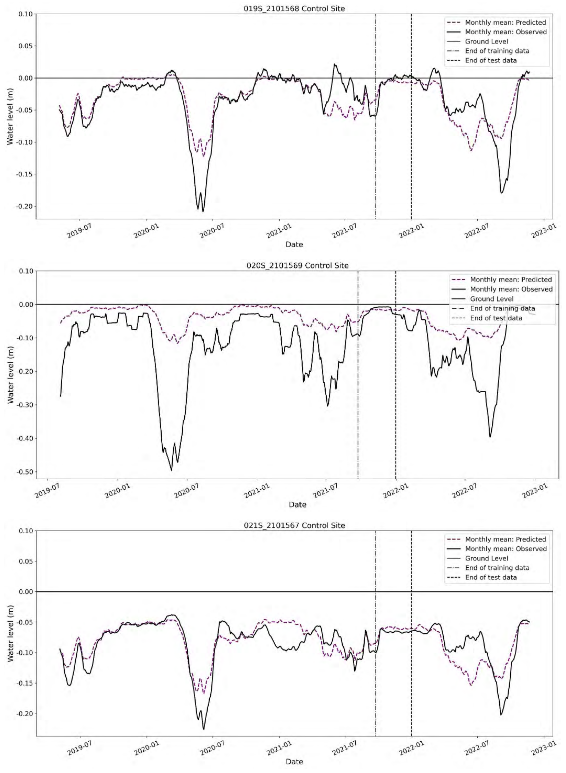 019S_2101568 Control Site
0.10
0.05
0.00
-0.05
-0.10
-0.15
-0.20
Water level (m)
Monthly mean: Predicted
Monthly mean: Observed
Ground Level
End of training data
End of test data
2019-07
2020-01
2020-07
2021-01
2021-07
2022-01
2022-07
2023-01
Date
020S_2101569 Control Site
0.10
0.00
-0.10
-0.20
-0.30
-0.40
-0.50
Water level (m)
Monthly mean: Predicted
Monthly mean: Observed
Ground Level
End of training data
End of test data
2019-07
2020-01
2020-07
2021-01
2021-07
2022-01
2022-07
2023-01
Date
021S_2101567 Control Site
0.10
0.05
0.00
-0.05
-0.10
-0.15
-0.20
Water level (m)
Monthly mean: Predicted
Monthly mean: Observed
Ground Level
End of training data
End of test data
2019-07
2020-01
2020-07
2021-01
2021-07
2022-01
2022-07
2023-01
Date